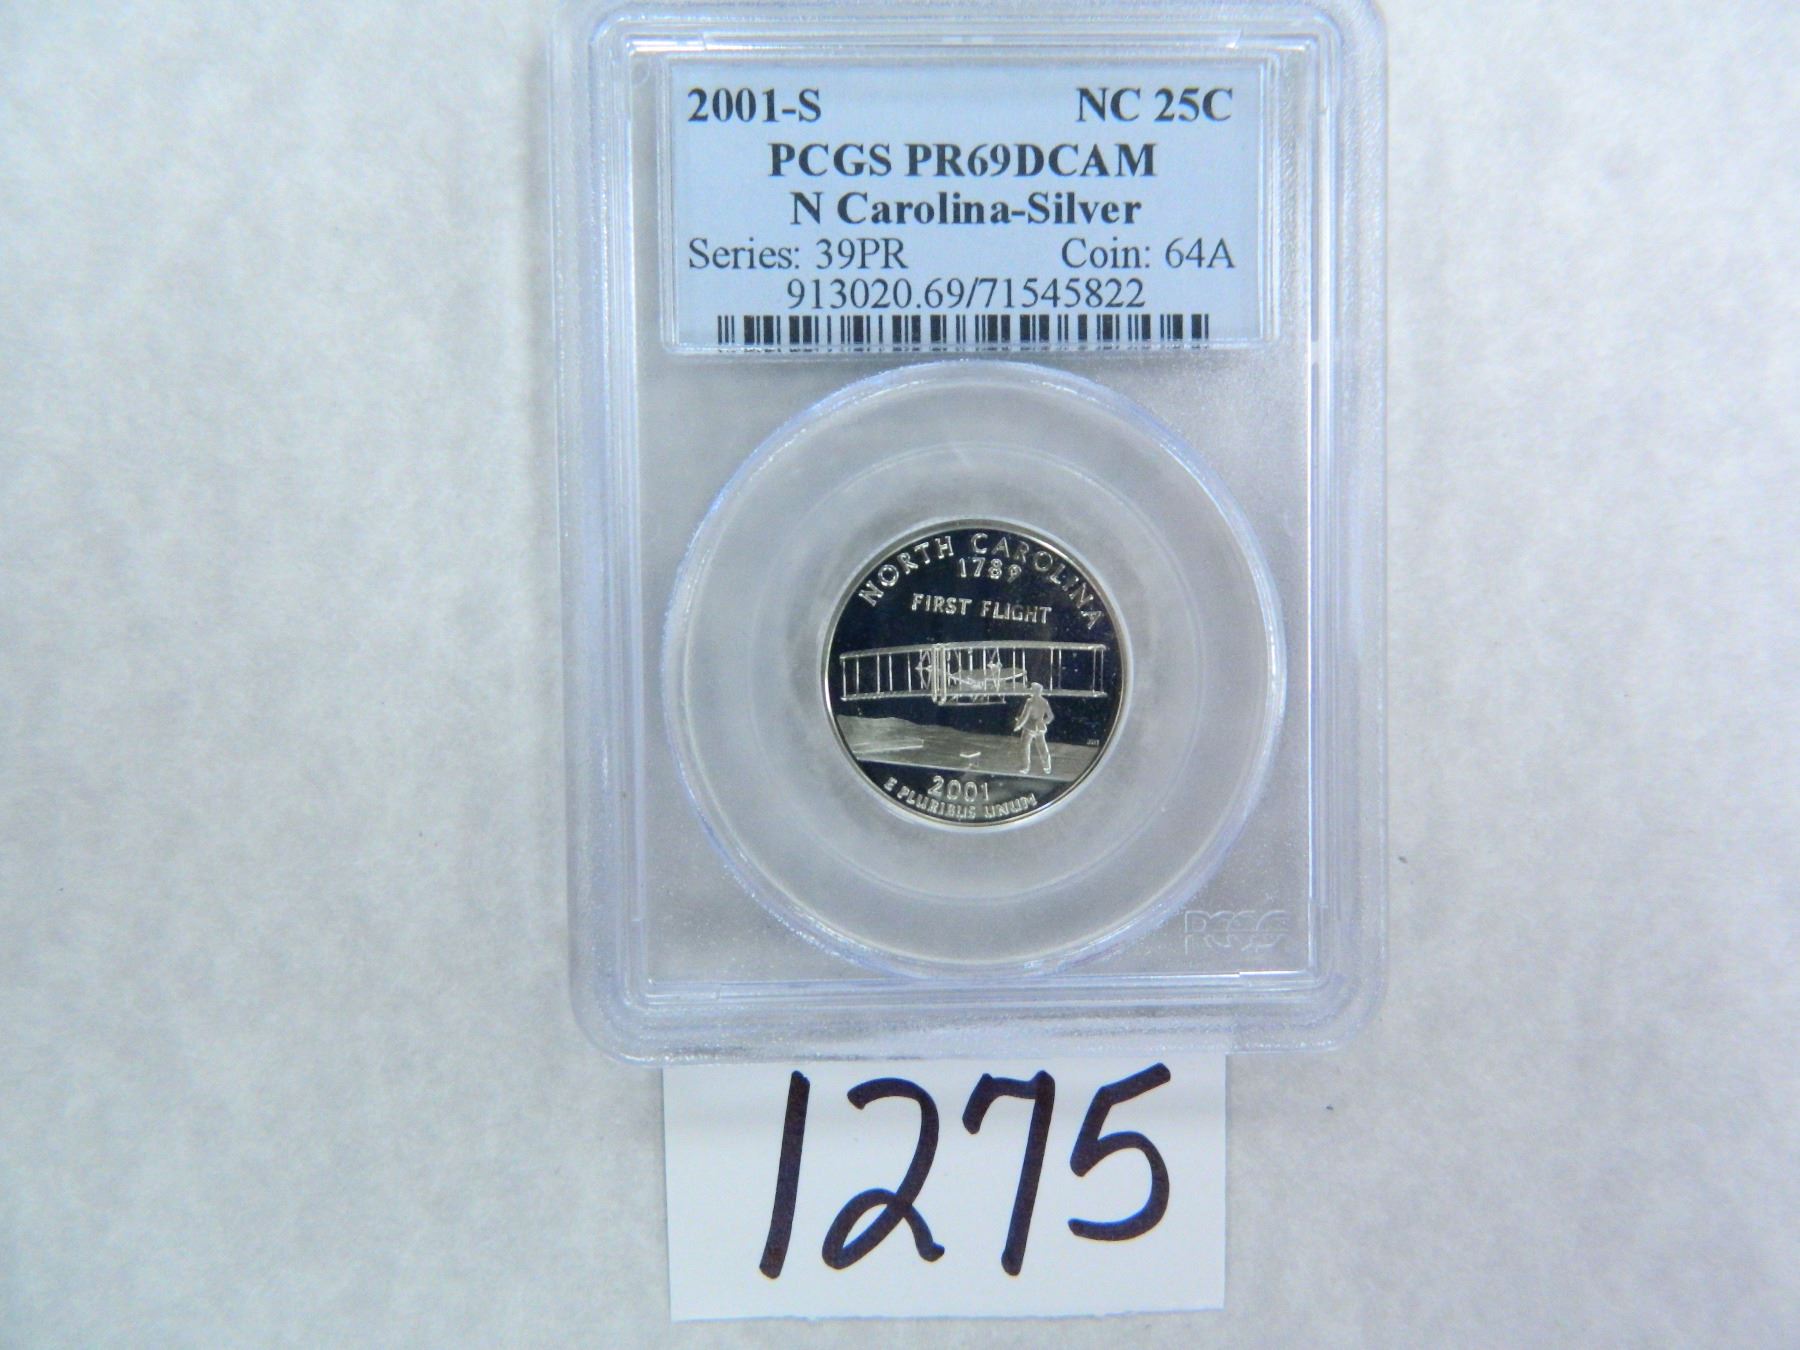 2001-S NC 25C
PCGS PR69DCAM
N Carolina-Silver
Series: 39PR Coin: 64A
913020.69/71545822
NORTH CAROLINA
1789
FIRST FLIGHT
2001
E PLURIBUS UNUM
PCGS
1275